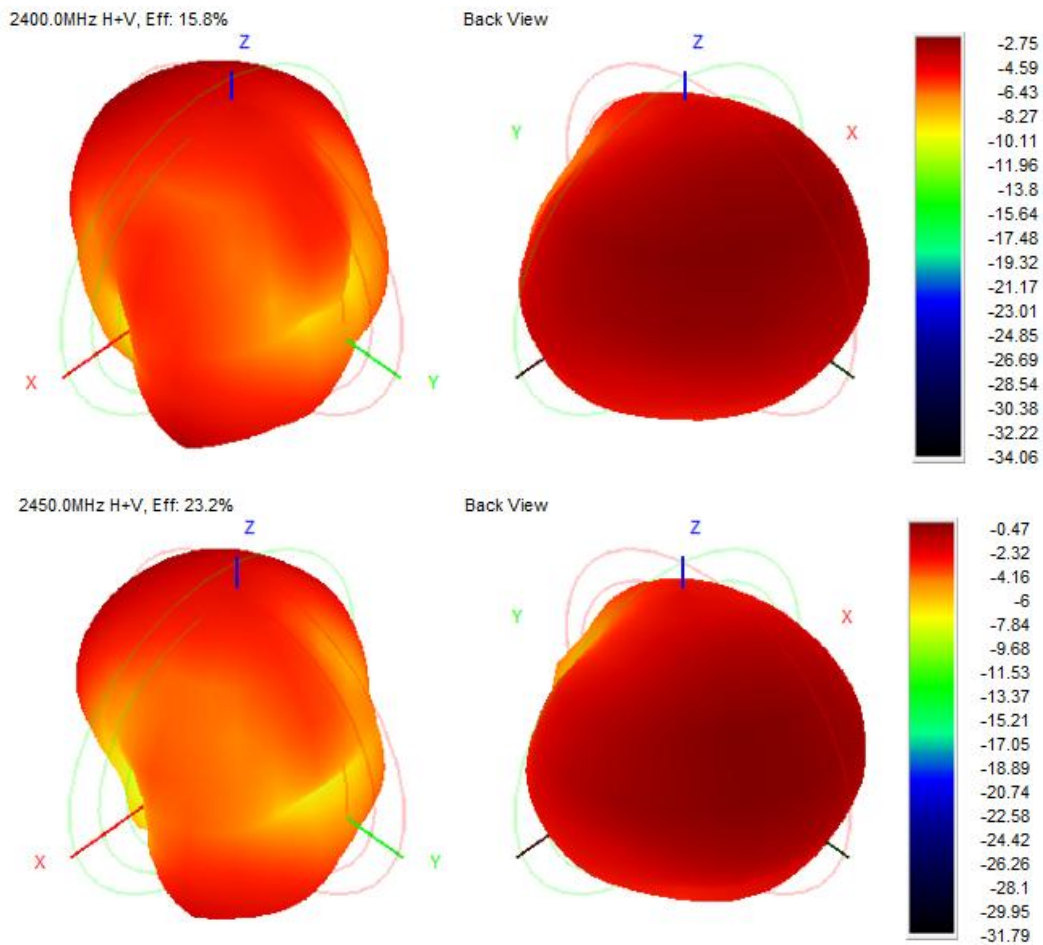 2400.0MHz H+V, Eff: 15.8%
Back View
Z
X
Y
Z
Y
X
-2.75
-4.59
-6.43
-8.27
-10.11
-11.96
-13.8
-15.64
-17.48
-19.32
-21.17
-23.01
-24.85
-26.69
-28.54
-30.38
-32.22
-34.06
2450.0MHz H+V, Eff: 23.2%
Back View
Z
X
Y
Z
Y
X
-0.47
-2.32
-4.16
-6
-7.84
-9.68
-11.53
-13.37
-15.21
-17.05
-18.89
-20.74
-22.58
-24.42
-26.26
-28.1
-29.95
-31.79